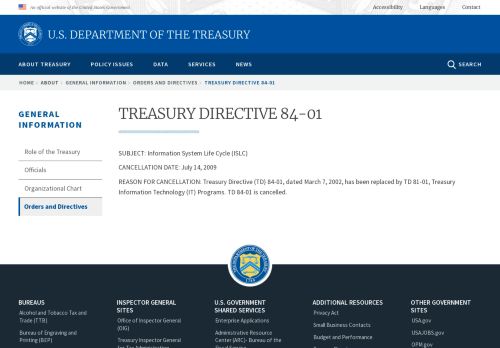 An official website of the United States Government
Accessibility Languages Contact
U.S. DEPARTMENT OF THE TREASURY
ABOUT TREASURY POLICY ISSUES DATA SERVICES NEWS SEARCH
HOME › ABOUT › GENERAL INFORMATION › ORDERS AND DIRECTIVES › TREASURY DIRECTIVE 84-01
GENERAL
INFORMATION
Role of the Treasury
Officials
Organizational Chart
Orders and Directives
TREASURY DIRECTIVE 84-01
SUBJECT: Information System Life Cycle (ISLC)
CANCELLATION DATE: July 14, 2009
REASON FOR CANCELLATION: Treasury Directive (TD) 84-01, dated March 7, 2002, has been replaced by TD 81-01, Treasury
Information Technology (IT) Programs. TD 84-01 is cancelled.
BUREAUS
Alcohol and Tobacco Tax and
Trade (TTB)
Bureau of Engraving and
Printing (BEP)
INSPECTOR GENERAL
SITES
Office of Inspector General
(OIG)
Treasury Inspector General
U.S. GOVERNMENT
SHARED SERVICES
Enterprise Applications
Administrative Resource
Center (ARC)- Bureau of the
ADDITIONAL RESOURCES
Privacy Act
Small Business Contacts
Budget and Performance
OTHER GOVERNMENT
SITES
USA.gov
USAJOBS.gov
OPM.gov